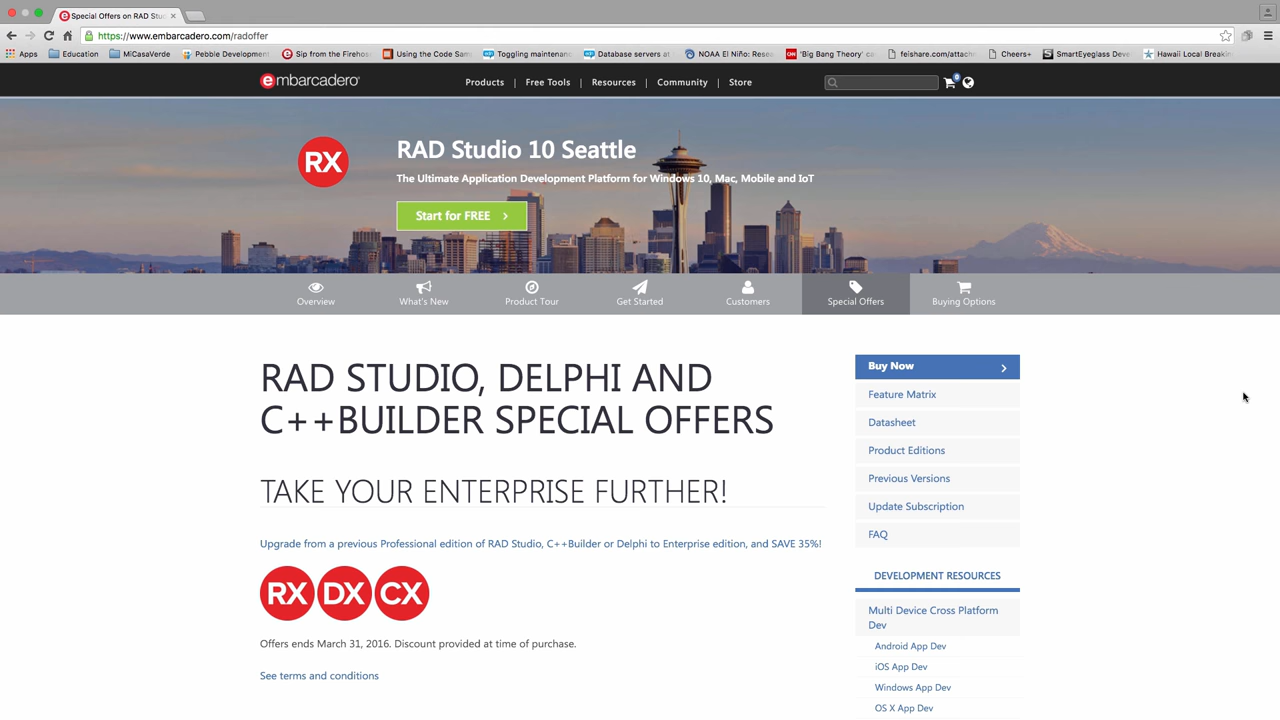 Special Offers on RAD Stu
https://www.embarcadero.com/radoffer
Apps Education MiCasaVerde Pebble Development Sip from the Firehose Using the Code Sam Toggling maintenanc Database servers at NOAA El Niño: Rese 'Big Bang Theory' ca feishare.com/attach Cheers+ SmartEyeglass Deve Hawaii Local Breaking
embarcadero
Products | Free Tools | Resources | Community | Store
0
RX
RAD Studio 10 Seattle
The Ultimate Application Development Platform for Windows 10, Mac, Mobile and IoT
Start for FREE
Overview What's New Product Tour Get Started Customers Special Offers Buying Options
RAD STUDIO, DELPHI AND
C++BUILDER SPECIAL OFFERS
TAKE YOUR ENTERPRISE FURTHER!
Upgrade from a previous Professional edition of RAD Studio, C++Builder or Delphi to Enterprise edition, and SAVE 35%!
RX DX CX
Offers ends March 31, 2016. Discount provided at time of purchase.
See terms and conditions
Buy Now
Feature Matrix
Datasheet
Product Editions
Previous Versions
Update Subscription
FAQ
DEVELOPMENT RESOURCES
Multi Device Cross Platform
Dev
Android App Dev
iOS App Dev
Windows App Dev
OS X App Dev